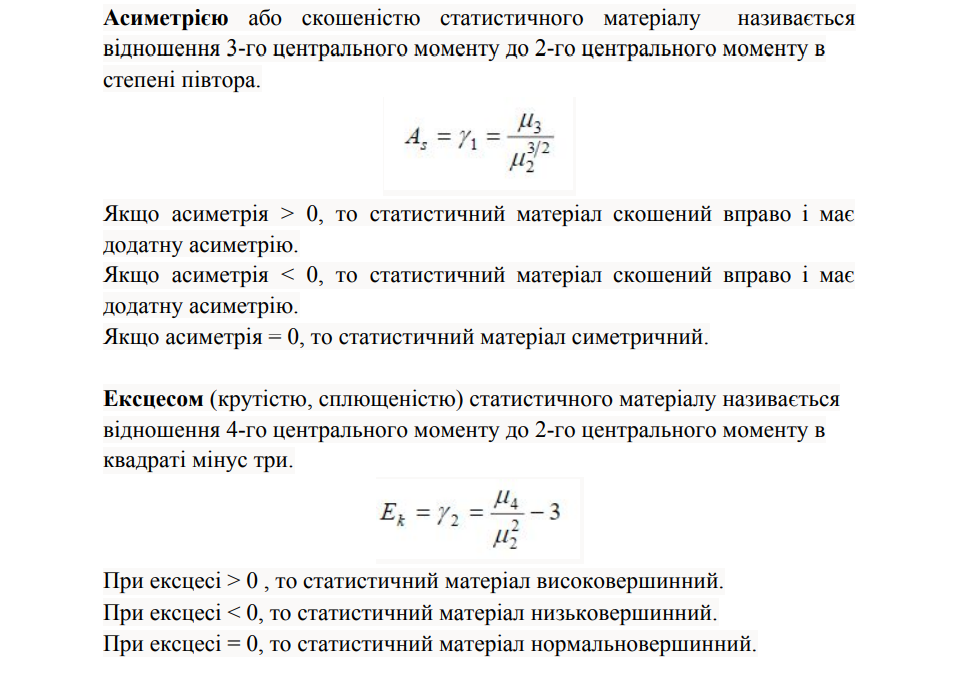 Асиметрією або скошеністю статистичного матеріалу називається
відношення 3-го центрального моменту до 2-го центрального моменту в
степені півтора.
A_s = γ_1 = μ_3 / μ_2^{3/2}
Якщо асиметрія > 0, то статистичний матеріал скошений вправо і має
додатну асиметрію.
Якщо асиметрія < 0, то статистичний матеріал скошений вправо і має
додатну асиметрію.
Якщо асиметрія = 0, то статистичний матеріал симетричний.
Ексцесом (крутістю, сплющеністю) статистичного матеріалу називається
відношення 4-го центрального моменту до 2-го центрального моменту в
квадраті мінус три.
E_k = γ_2 = μ_4 / μ_2^2 − 3
При ексцесі > 0 , то статистичний матеріал високовершинний.
При ексцесі < 0, то статистичний матеріал низьковершинний.
При ексцесі = 0, то статистичний матеріал нормальновершинний.